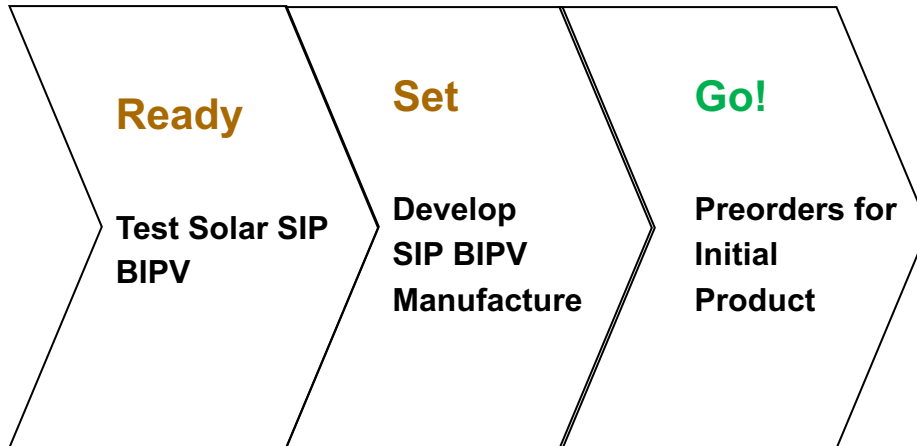 Ready
Test Solar SIP
BIPV
Set
Develop
SIP BIPV
Manufacture
Go!
Preorders for
Initial
Product